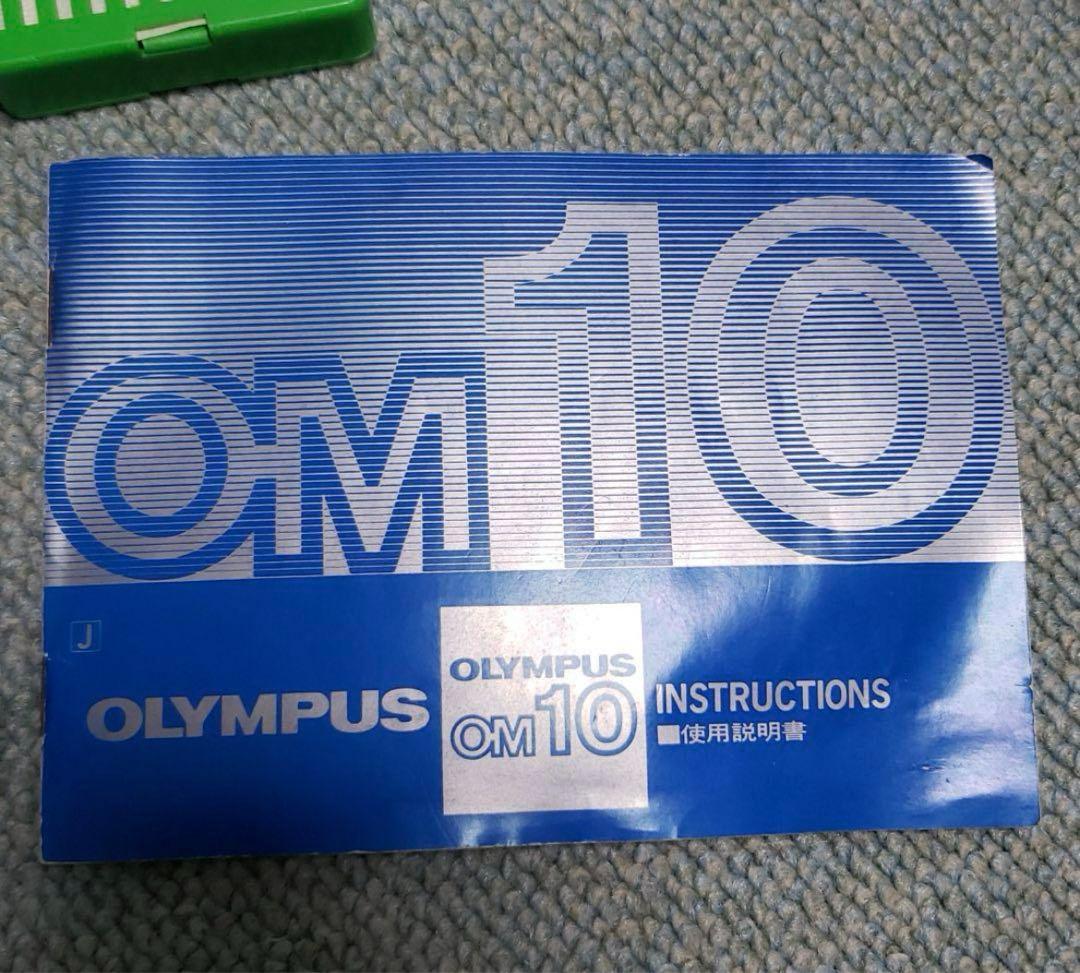 OM10
J
OLYMPUS
OLYMPUS
OM10
INSTRUCTIONS
■使用説明書